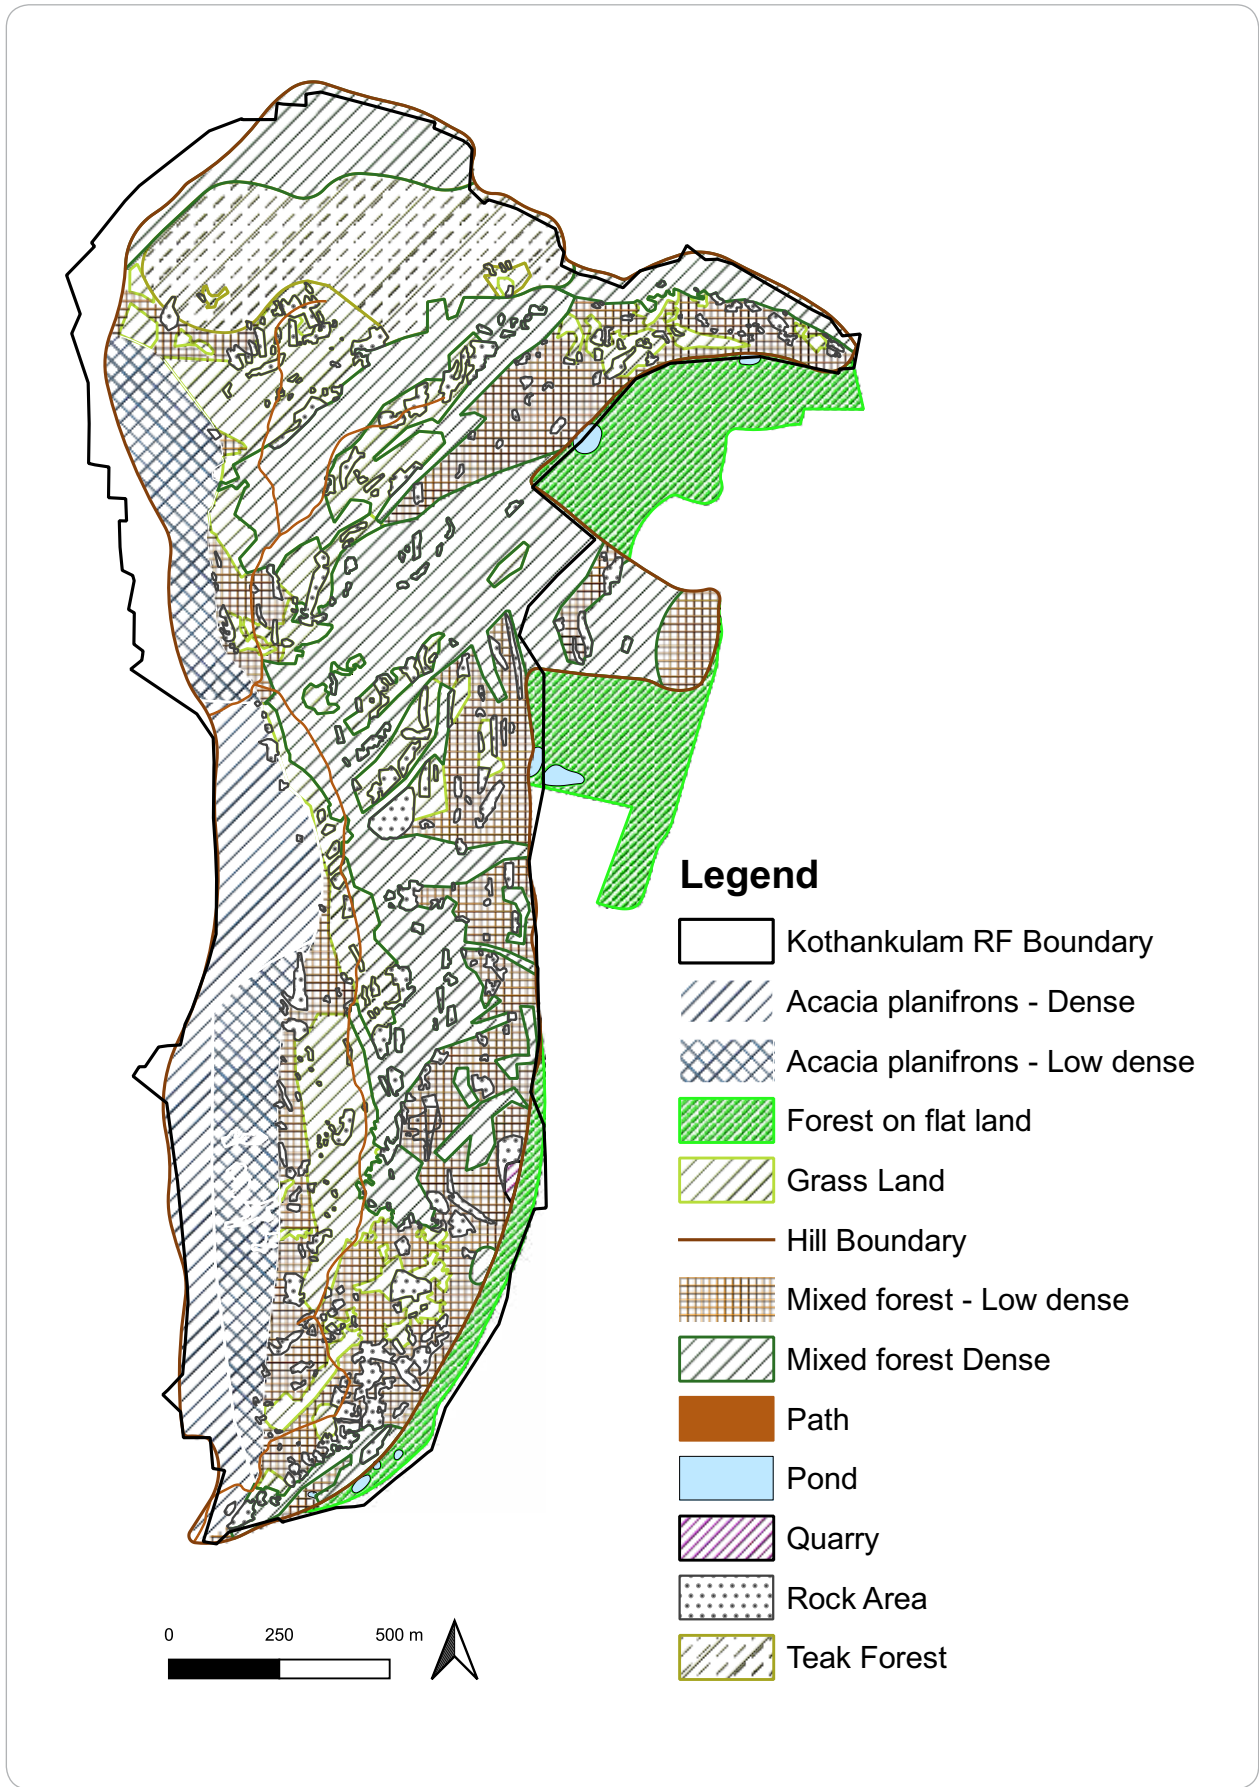 Legend
Kothankulam RF Boundary
Acacia planifrons - Dense
Acacia planifrons - Low dense
Forest on flat land
Grass Land
Hill Boundary
Mixed forest - Low dense
Mixed forest Dense
Path
Pond
Quarry
Rock Area
Teak Forest
0 250 500 m